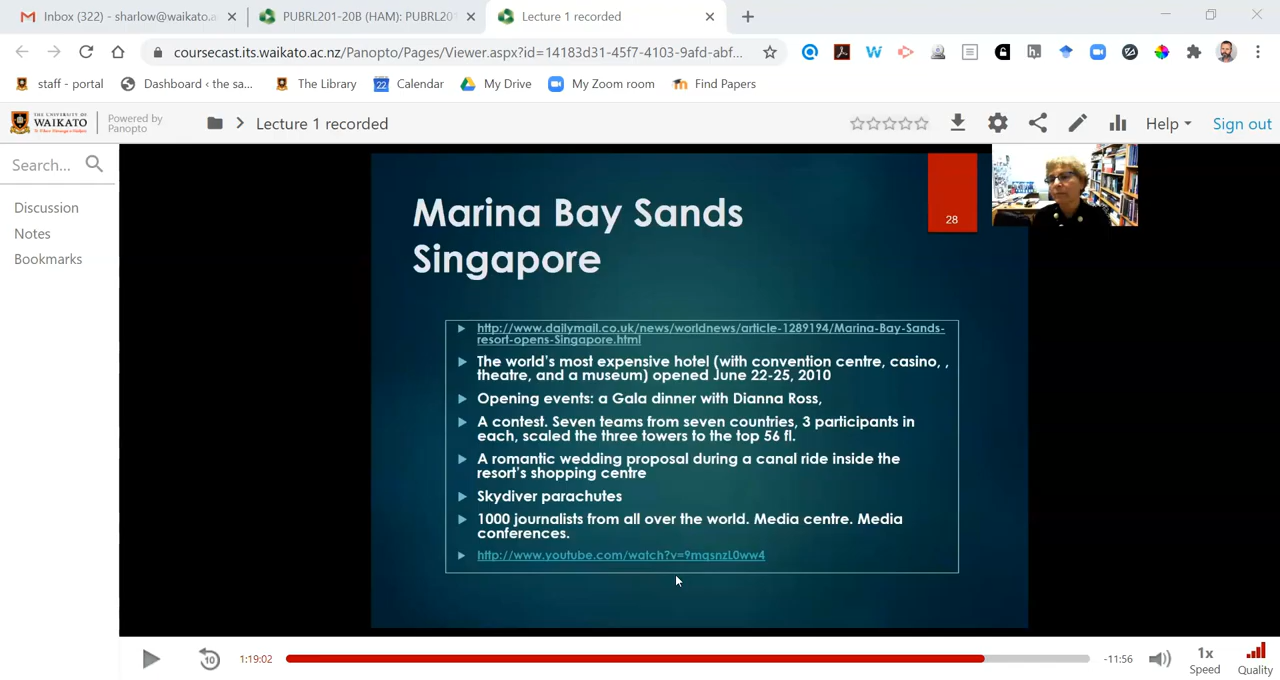 Inbox (322) - sharlow@waikato.a
PUBRL201-20B (HAM): PUBRL20
Lecture 1 recorded
coursecast.its.waikato.ac.nz/Panopto/Pages/Viewer.aspx?id=14183d31-45f7-4103-9afd-abf...
staff - portal
Dashboard ‹ the sa...
The Library
22
Calendar
My Drive
My Zoom room
Find Papers
THE UNIVERSITY OF
WAIKATO
Powered by
Panopto
Lecture 1 recorded
Help
Sign out
Search...
Discussion
Notes
Bookmarks
28
Marina Bay Sands
Singapore
http://www.dailymail.co.uk/news/worldnews/article-1289194/Marina-Bay-Sands-
resort-opens-Singapore.html
The world's most expensive hotel (with convention centre, casino, ,
theatre, and a museum) opened June 22-25, 2010
Opening events: a Gala dinner with Dianna Ross,
A contest. Seven teams from seven countries, 3 participants in
each, scaled the three towers to the top 56 fl.
A romantic wedding proposal during a canal ride inside the
resort's shopping centre
Skydiver parachutes
1000 journalists from all over the world. Media centre. Media
conferences.
http://www.youtube.com/watch?v=9mqsnzL0ww4
10
1:19:02
-11:56
1x
Speed
Quality